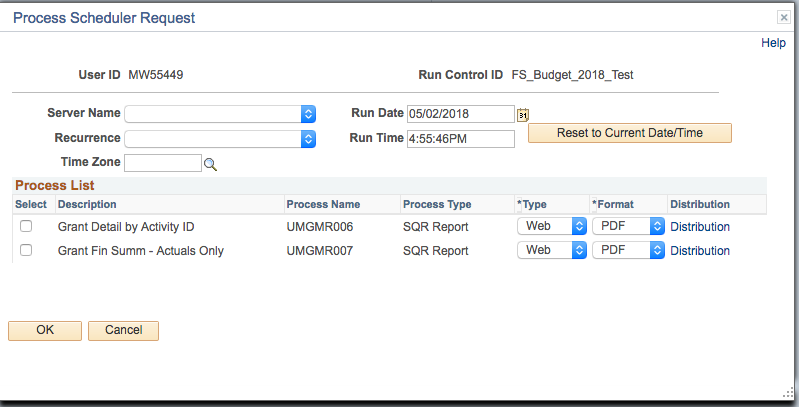 Process Scheduler Request
Help
User ID MW55449 Run Control ID FS_Budget_2018_Test
Server Name Run Date 05/02/2018 31
Recurrence Run Time 4:55:46PM Reset to Current Date/Time
Time Zone
Process List
Select Description Process Name Process Type *Type *Format Distribution
Grant Detail by Activity ID UMGMR006 SQR Report Web PDF Distribution
Grant Fin Summ - Actuals Only UMGMR007 SQR Report Web PDF Distribution
OK Cancel